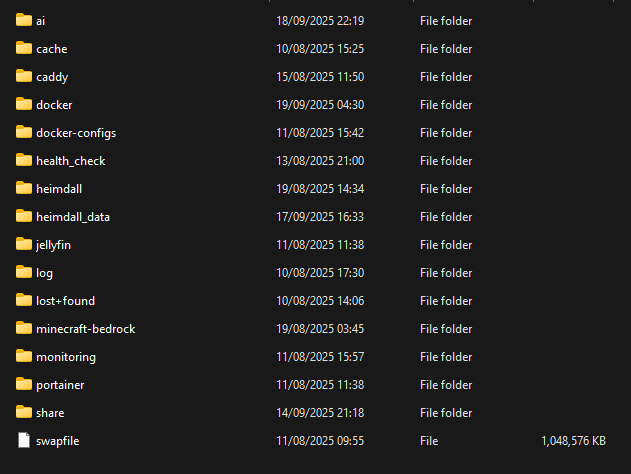 ai 18/09/2025 22:19 File folder
cache 10/08/2025 15:25 File folder
caddy 15/08/2025 11:50 File folder
docker 19/09/2025 04:30 File folder
docker-configs 11/08/2025 15:42 File folder
health_check 13/08/2025 21:00 File folder
heimdall 19/08/2025 14:34 File folder
heimdall_data 17/09/2025 16:33 File folder
jellyfin 11/08/2025 11:38 File folder
log 10/08/2025 17:30 File folder
lost+found 10/08/2025 14:06 File folder
minecraft-bedrock 19/08/2025 03:45 File folder
monitoring 11/08/2025 15:57 File folder
portainer 11/08/2025 11:38 File folder
share 14/09/2025 21:18 File folder
swapfile 11/08/2025 09:55 File 1,048,576 KB